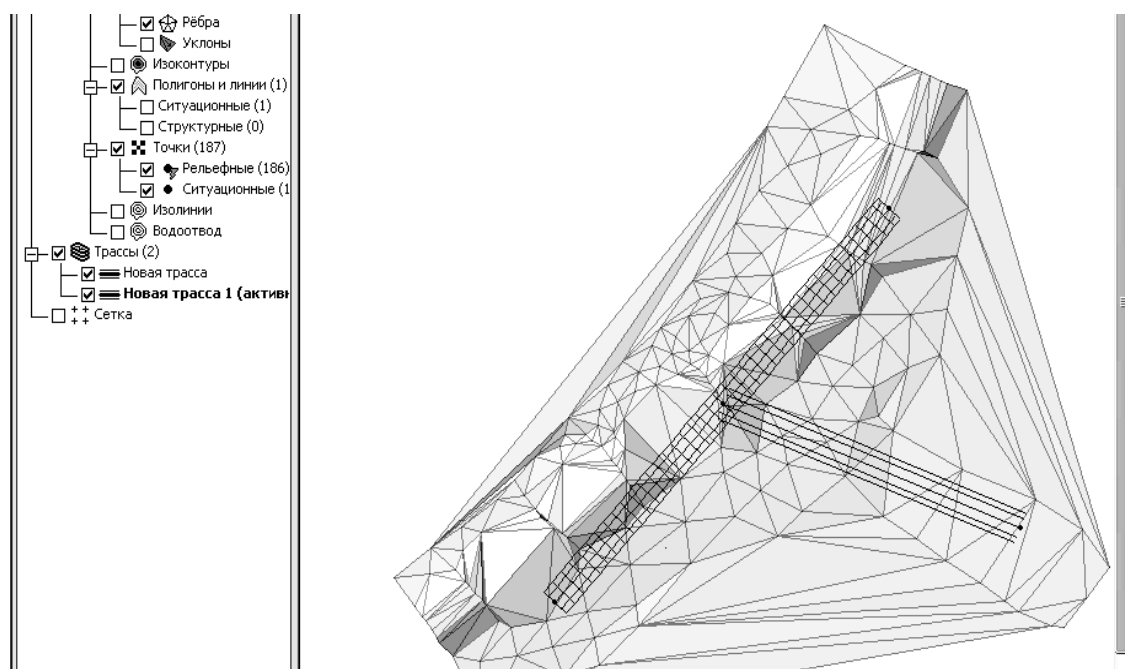 Рёбра
Уклоны
Изоконтуры
Полигоны и линии (1)
Ситуационные (1)
Структурные (0)
Точки (187)
Рельефные (186)
Ситуационные (1
Изолинии
Водоотвод
Трассы (2)
Новая трасса
Новая трасса 1 (активн
Сетка